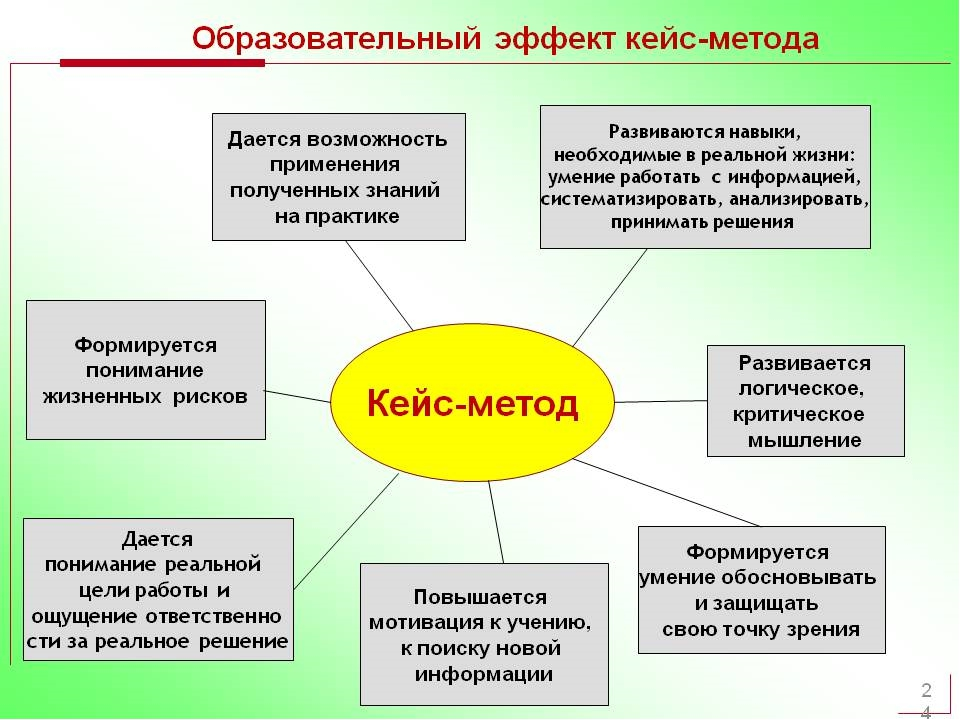 Образовательный эффект кейс-метода
Дается возможность
применения
полученных знаний
на практике
Развиваются навыки,
необходимые в реальной жизни:
умение работать с информацией,
систематизировать, анализировать,
принимать решения
Формируется
понимание
жизненных рисков
Кейс-метод
Развивается
логическое,
критическое
мышление
Дается
понимание реальной
цели работы и
ощущение ответственно
сти за реальное решение
Повышается
мотивация к учению,
к поиску новой
информации
Формируется
умение обосновывать
и защищать
свою точку зрения
2
4